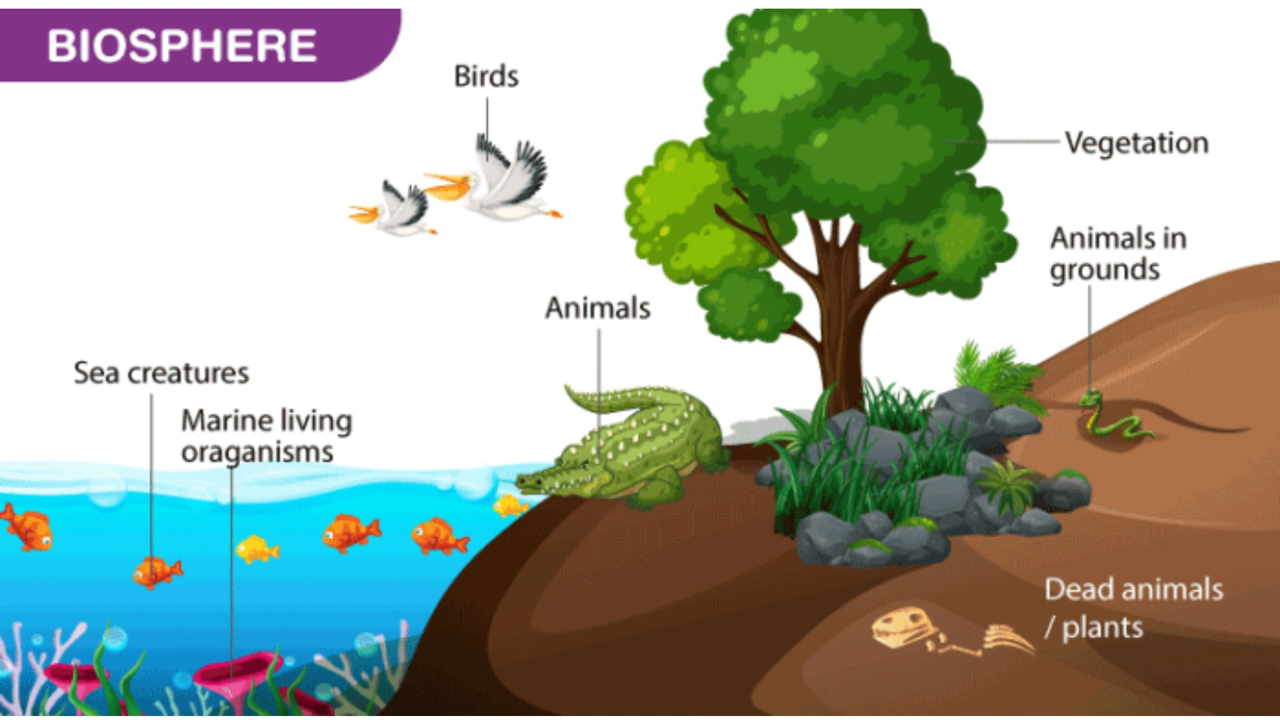 BIOSPHERE
Birds
Vegetation
Animals in
grounds
Animals
Sea creatures
Marine living
oraganisms
Dead animals
/ plants